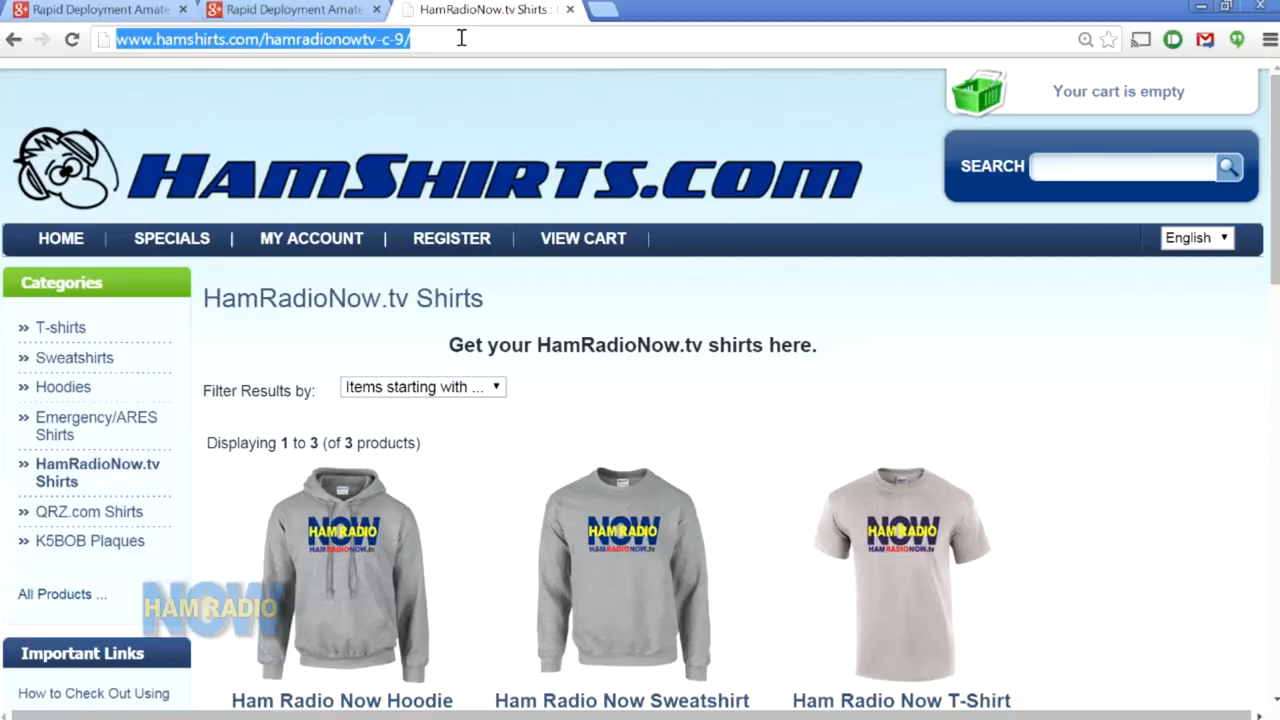 Rapid Deployment Amate
Rapid Deployment Amate
HamRadioNow.tv Shirts :
www.hamshirts.com/hamradionowtv-c-9/
Your cart is empty
HAMSHIRTS.COM
SEARCH
HOME | SPECIALS | MY ACCOUNT | REGISTER | VIEW CART |
English
Categories
» T-shirts
» Sweatshirts
» Hoodies
» Emergency/ARES
Shirts
» HamRadioNow.tv
Shirts
» QRZ.com Shirts
» K5BOB Plaques
All Products ...
Important Links
How to Check Out Using
HamRadioNow.tv Shirts
Get your HamRadioNow.tv shirts here.
Filter Results by:
Items starting with ...
Displaying 1 to 3 (of 3 products)
NOW
HAM RADIO
HAMRADIONOW.tv
NOW
HAM RADIO
HAMRADIONOW.tv
NOW
HAM RADIO
HAMRADIONOW.tv
Ham Radio Now Hoodie
Ham Radio Now Sweatshirt
Ham Radio Now T-Shirt
NOW
HAM RADIO